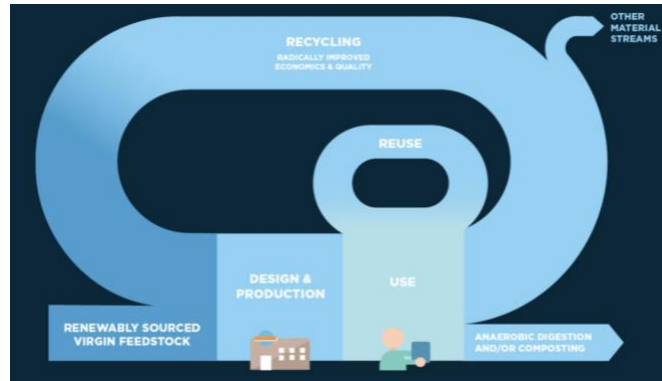 OTHER
MATERIAL
STREAMS
RECYCLING
RADICALLY IMPROVED
ECONOMICS & QUALITY
REUSE
DESIGN &
PRODUCTION
USE
RENEWABLY SOURCED
VIRGIN FEEDSTOCK
ANAEROBIC DIGESTION
AND/OR COMPOSTING